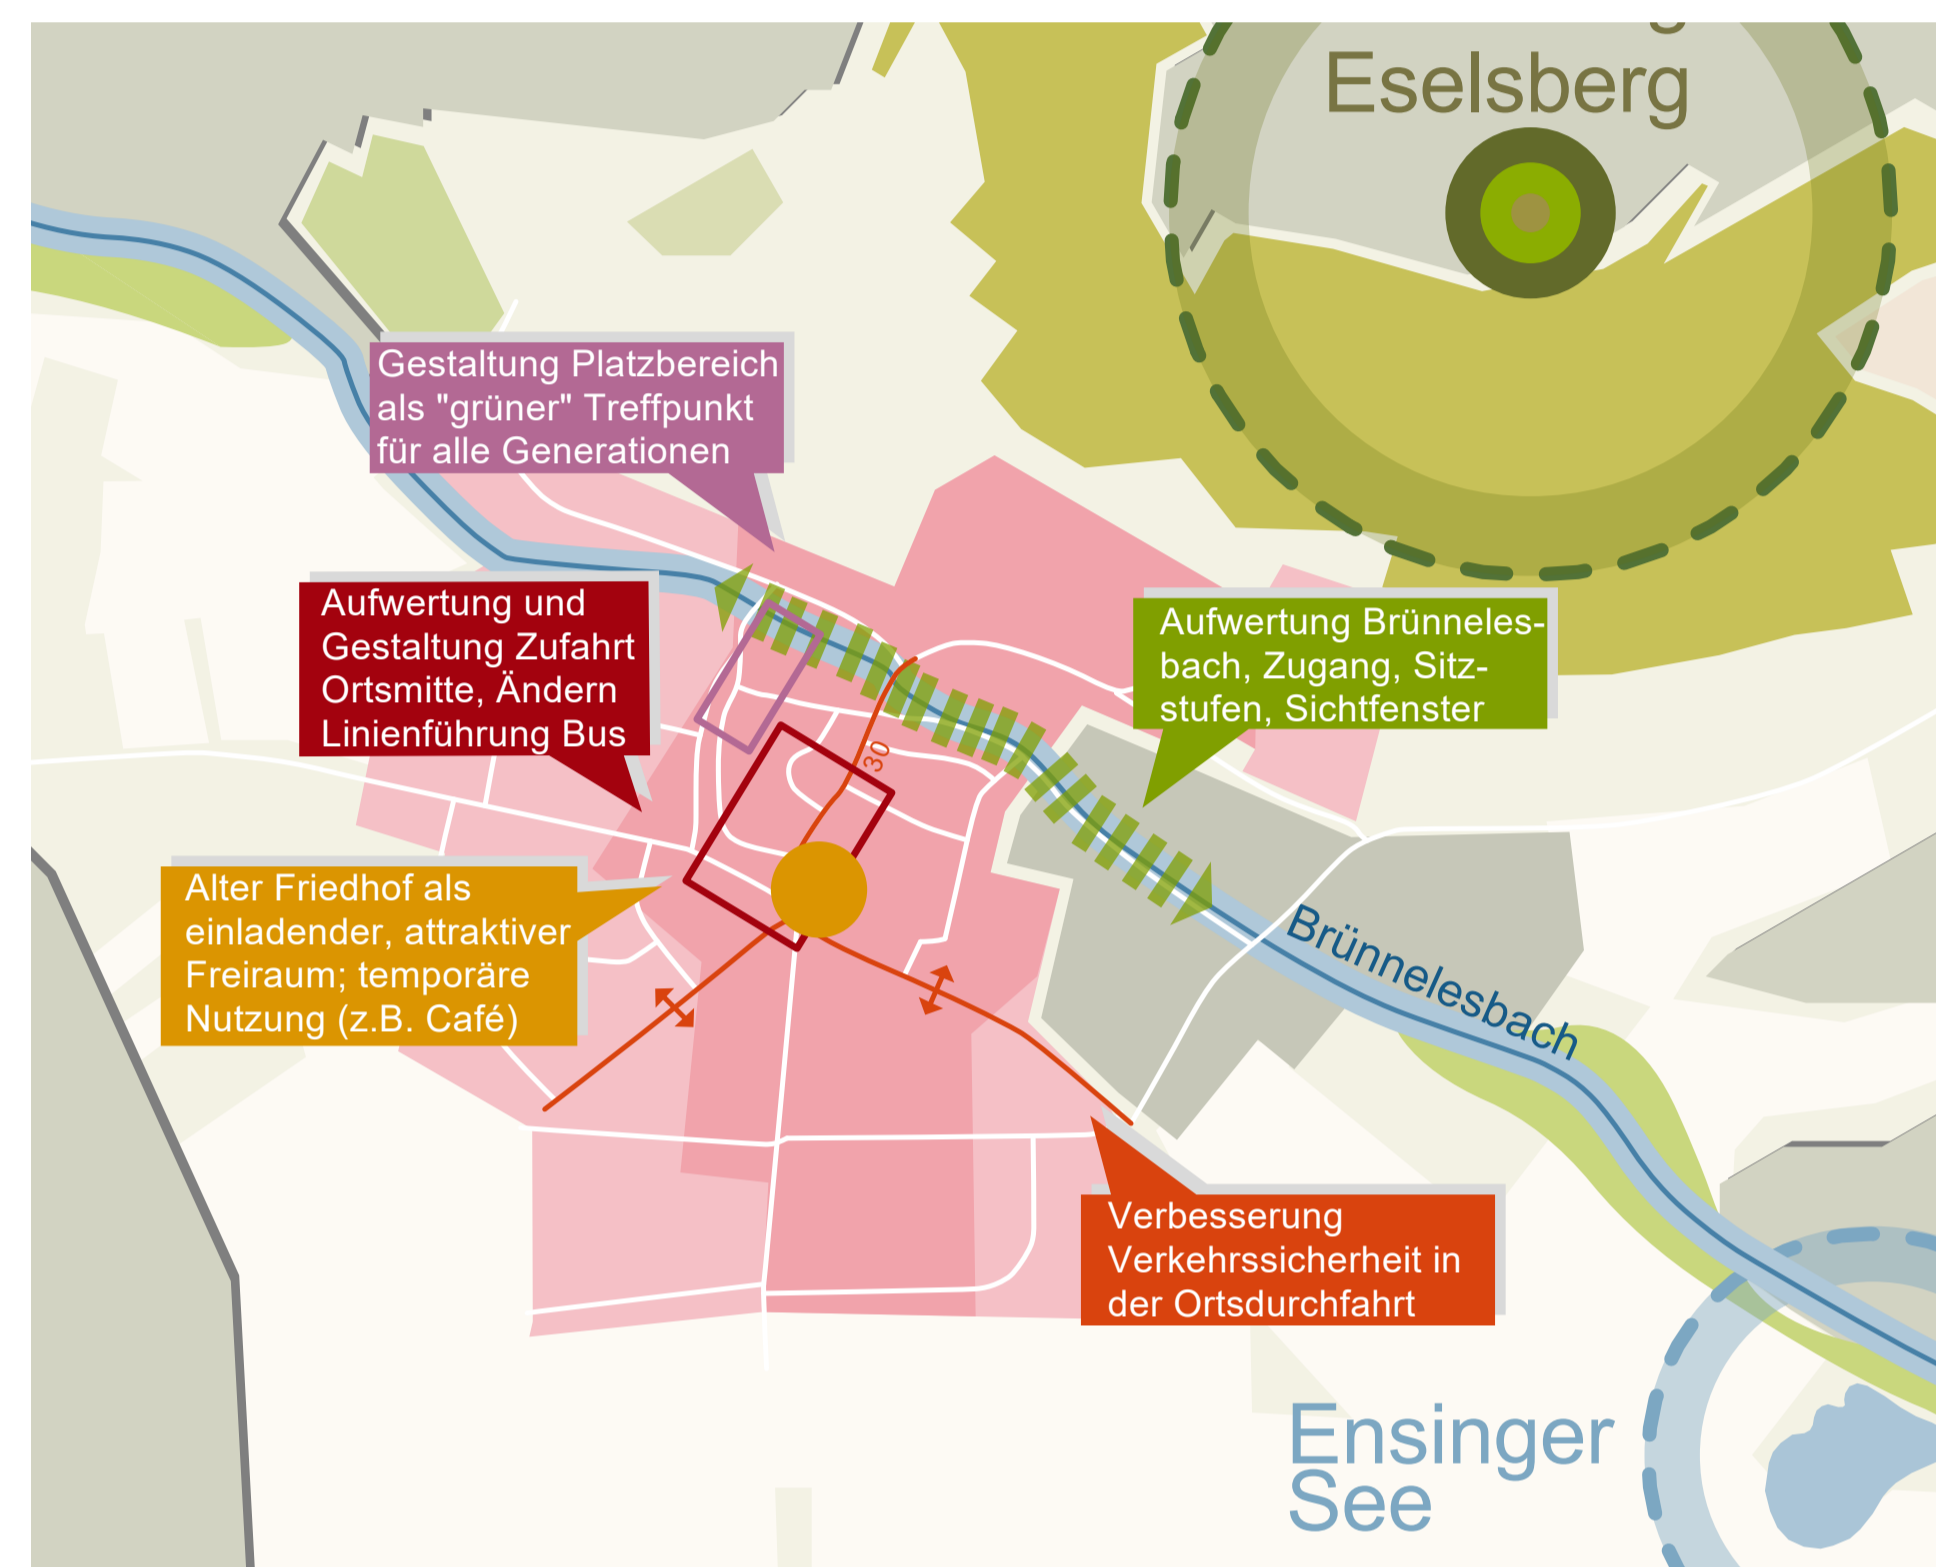 Eselsberg
Gestaltung Platzbereich
als "grüner" Treffpunkt
für alle Generationen
Aufwertung und
Gestaltung Zufahrt
Ortsmitte, Ändern
Linienführung Bus
Aufwertung Brünneles-
bach, Zugang, Sitz-
stufen, Sichtfenster
30
Alter Friedhof als
einladender, attraktiver
Freiraum; temporäre
Nutzung (z.B. Café)
Brünnelesbach
Verbesserung
Verkehrssicherheit in
der Ortsdurchfahrt
Ensinger
See